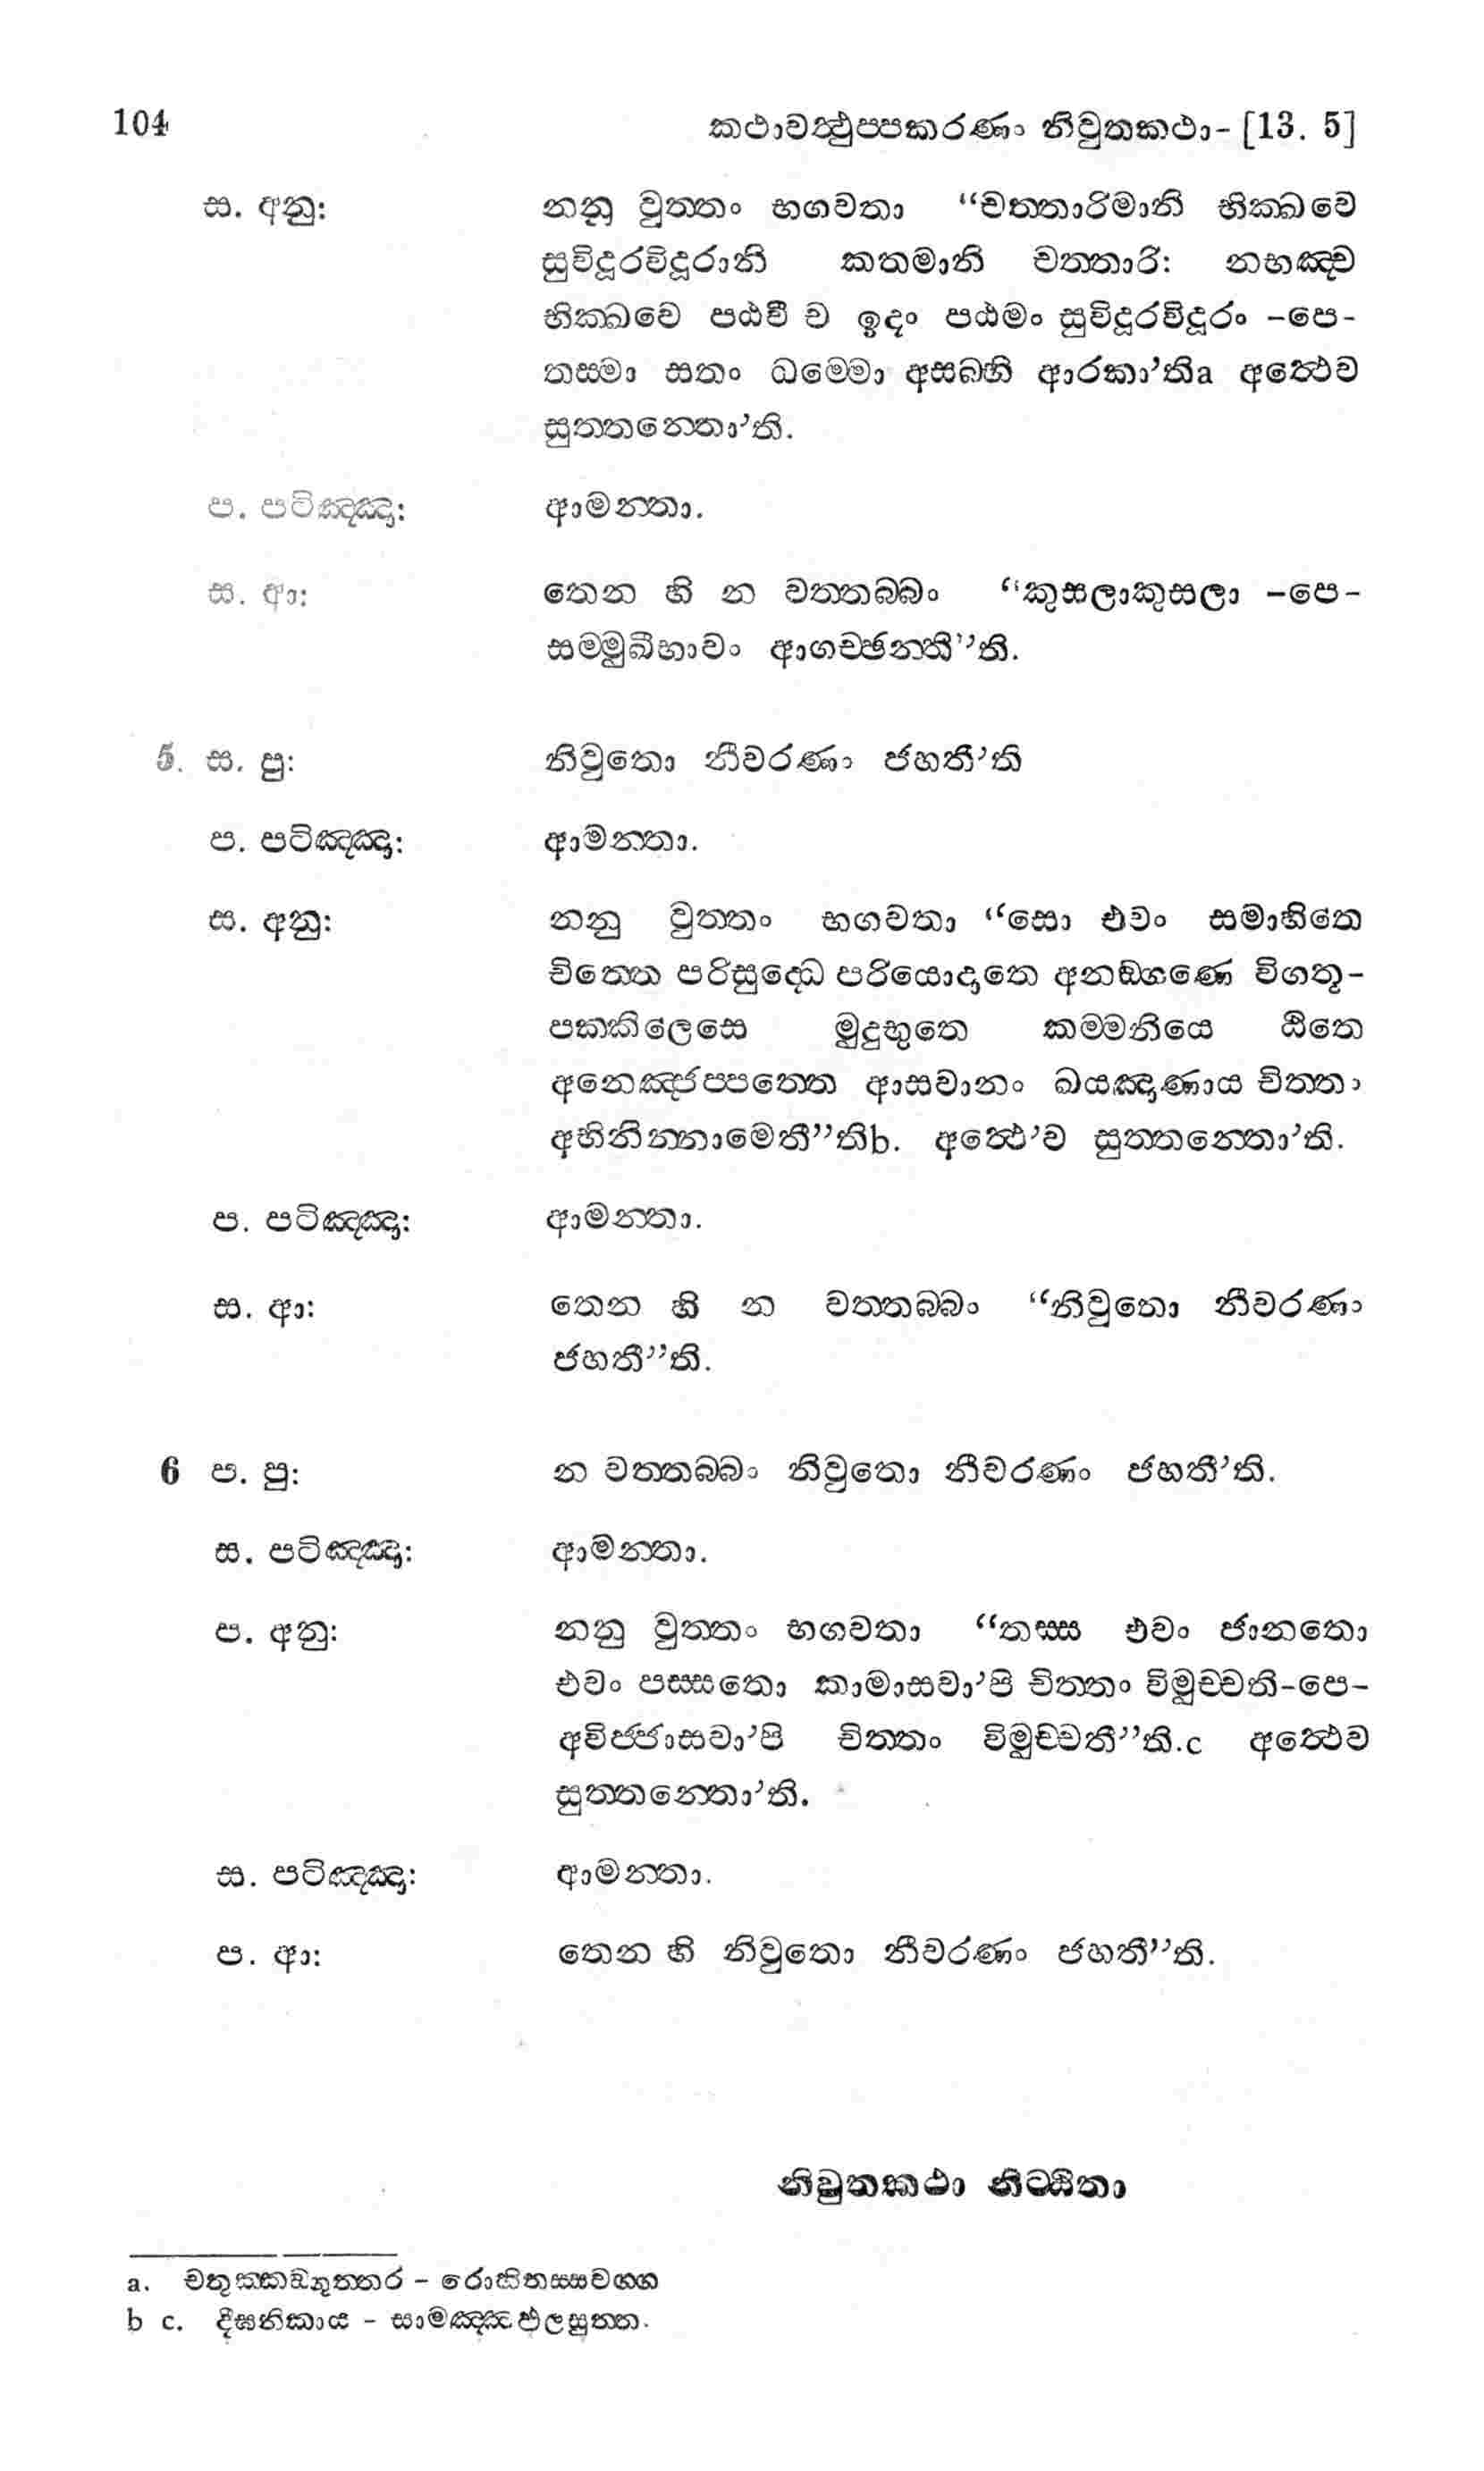 104 කථාවත්‍ථුප්‍පකරණං නිවුතකථා- [13. 5]
ස. අනු: නනු වුත්‍තං භගවතා “චත්‍තාරිමානි භික්‍ඛවෙ
සුවිදූරවිදූරානි කතමානි චත්‍තාරි: නභඤ්ච
භික්‍ඛවෙ පඨවී ච ඉදං පඨමං සුවිදූරවිදූරං -පෙ-
තස්මා සතං ධම්මො අසබ්භි ආරකා’තිa අත්‍ථෙව
සුත්තන්තො’ති.
ප. පටිඤ්ඤා: ආමන්තා.
ස. ආ: තෙන හි න වත්තබ්බං “කුසලාකුසලා -පෙ-
සම්මුඛීභාවං ආගච්ඡන්තී”ති.
5. ස. පු: නිවුතො නීවරණං ජහතී’ති
ප. පටිඤ්ඤා: ආමන්තා.
ස. අනු: නනු වුත්තං භගවතා “සො එවං සමාහිතෙ
චිත්තෙ පරිසුද්ධෙ පරියොදාතෙ අනඞ්ගණෙ විගතූ-
පක්කිලෙසෙ මුදුභුතෙ කම්මනියෙ ඨිතෙ
අනෙඤ්ජප්පත්තෙ ආසවානං ඛයඤාණාය චිත්තං
අභිනින්නාමෙතී”තිb. අත්ථෙ’ව සුත්තන්තො’ති.
ප. පටිඤ්ඤා: ආමන්තා.
ස. ආ: තෙන හි න වත්තබ්බං “නිවුතො නීවරණං
ජහතී”ති.
6 ප. පු: න වත්තබ්බං නිවුතො නීවරණං ජහතී’ති.
ස. පටිඤ්ඤා: ආමන්තා.
ප. අනු: නනු වුත්තං භගවතා “තස්ස එවං ජානතො
එවං පස්සතො කාමාසවා’පි චිත්තං විමුච්චති-පෙ-
අවිජ්ජාසවා’පි චිත්තං විමුච්චතී”ති.c අත්ථෙව
සුත්තන්තො’ති.
ස. පටිඤ්ඤා: ආමන්තා.
ප. ආ: තෙන හි නිවුතො නීවරණං ජහතී”ති.
නිවුතකථා නිට්ඨිතා
a. චතුක්කඞ්ගුත්තර - රොහිතස්සවග්ග
b c. දීඝනිකාය - සාමඤ්ඤඵලසුත්ත.